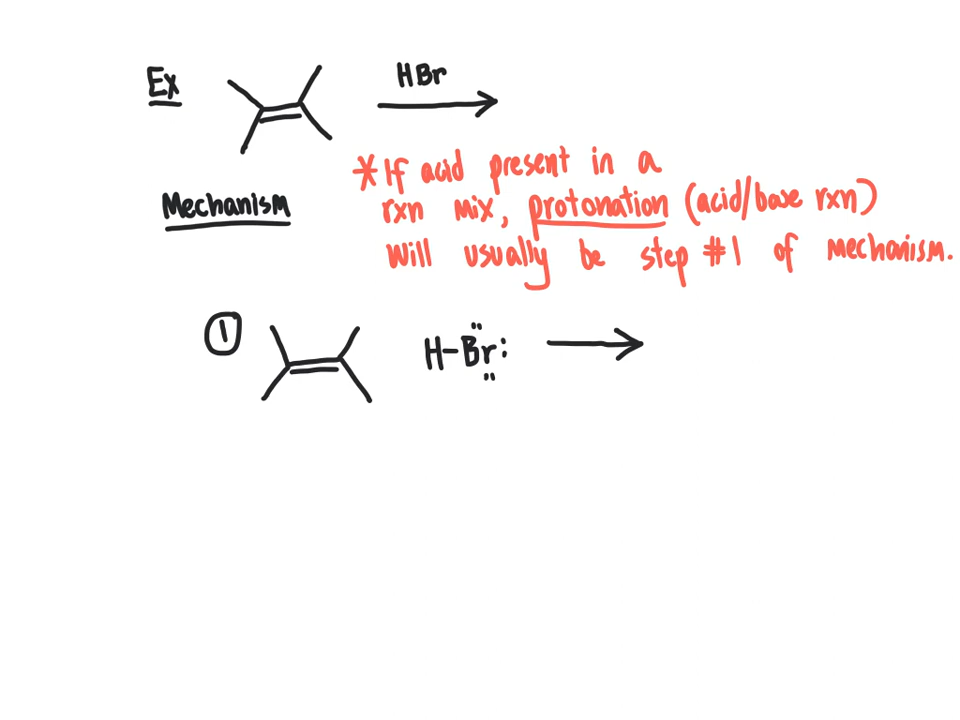 Ex
HBr
*If acid present in a
rxn mix, protonation (acid/base rxn)
will usually be step #1 of mechanism.
Mechanism
1
H-Br: